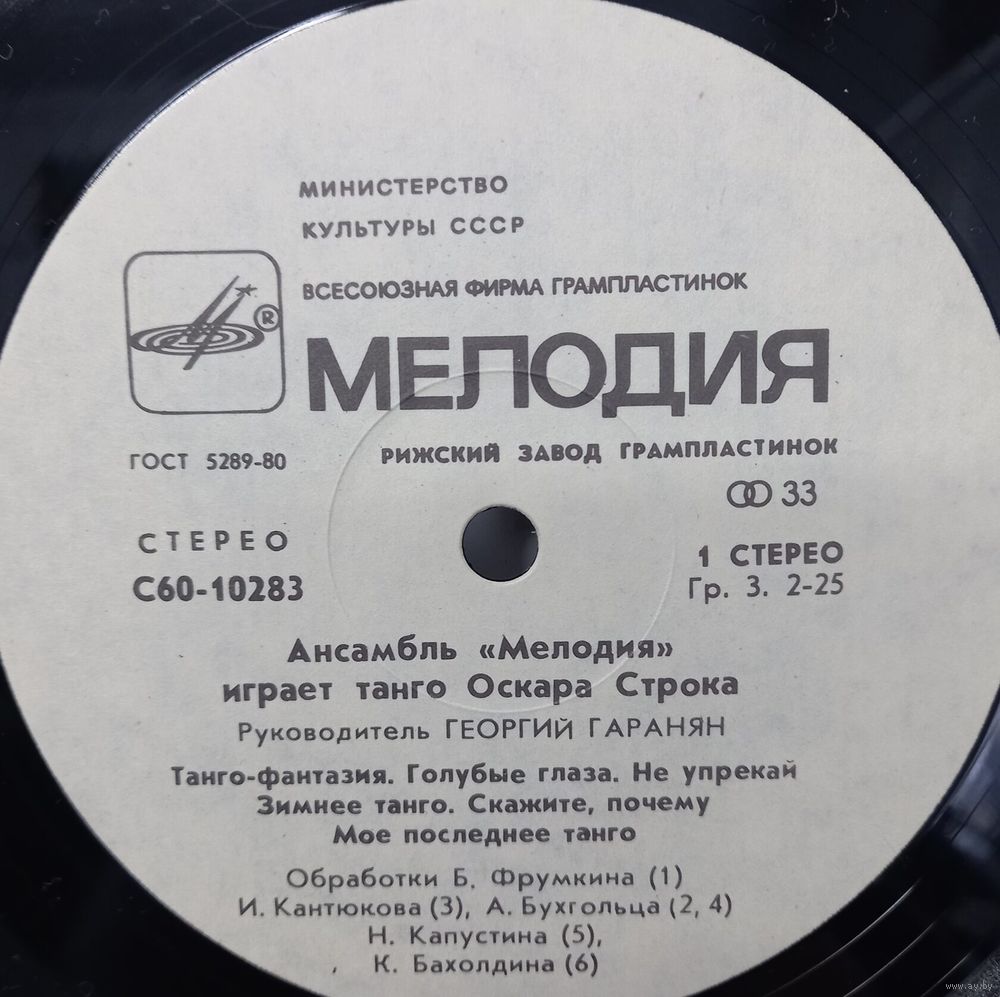 МИНИСТЕРСТВО
КУЛЬТУРЫ СССР
ВСЕСОЮЗНАЯ ФИРМА ГРАМПЛАСТИНОК
®
МЕЛОДИЯ
РИЖСКИЙ ЗАВОД ГРАМПЛАСТИНОК
ГОСТ 5289-80
33
СТЕРЕО
1 СТЕРЕО
С60-10283
Гр. 3. 2-25
Ансамбль «Мелодия»
играет танго Оскара Строка
Руководитель ГЕОРГИЙ ГАРАНЯН
Танго-фантазия. Голубые глаза. Не упрекай
Зимнее танго. Скажите, почему
Мое последнее танго
Обработки Б. Фрумкина (1)
И. Кантюкова (3), А. Бухгольца (2, 4)
Н. Капустина (5),
К. Бахолдина (6)
www.ay.by